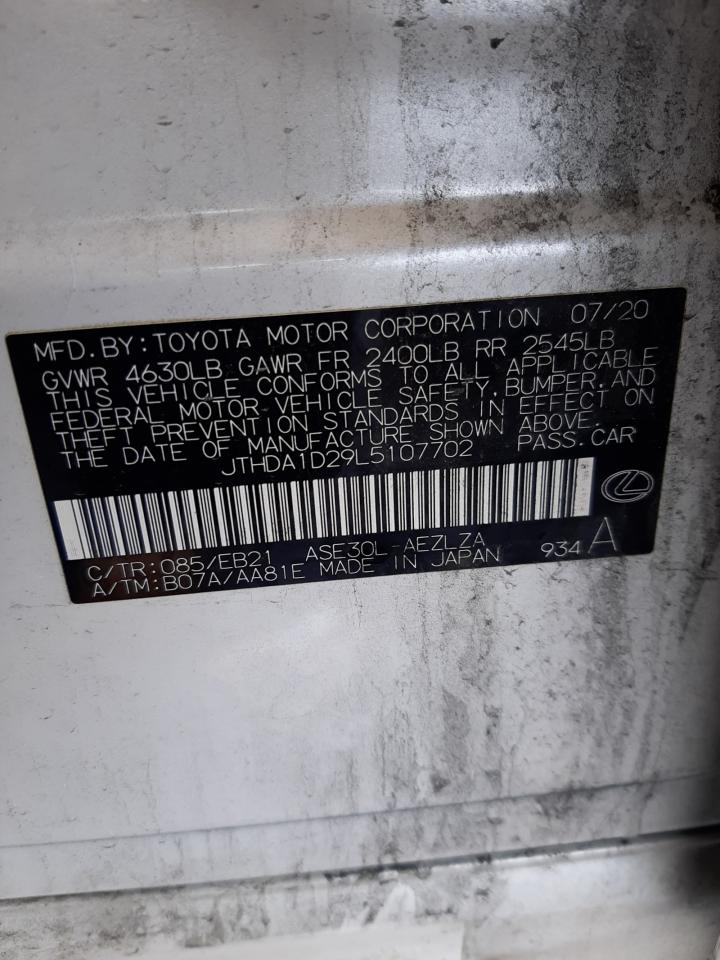 MFD.BY:TOYOTA MOTOR CORPORATION 07/20
GVWR 4630LB GAWR FR 2400LB RR 2545LB
THIS VEHICLE CONFORMS TO ALL APPLICABLE
FEDERAL MOTOR VEHICLE SAFETY, BUMPER, AND
THEFT PREVENTION STANDARDS IN EFFECT ON
THE DATE OF MANUFACTURE SHOWN ABOVE.
JTHDA1D29L5107702 PASS.CAR
C/TR:085/EB21 ASE30L-AEZLZA
A/TM:B07A/AA81E MADE IN JAPAN 934 A